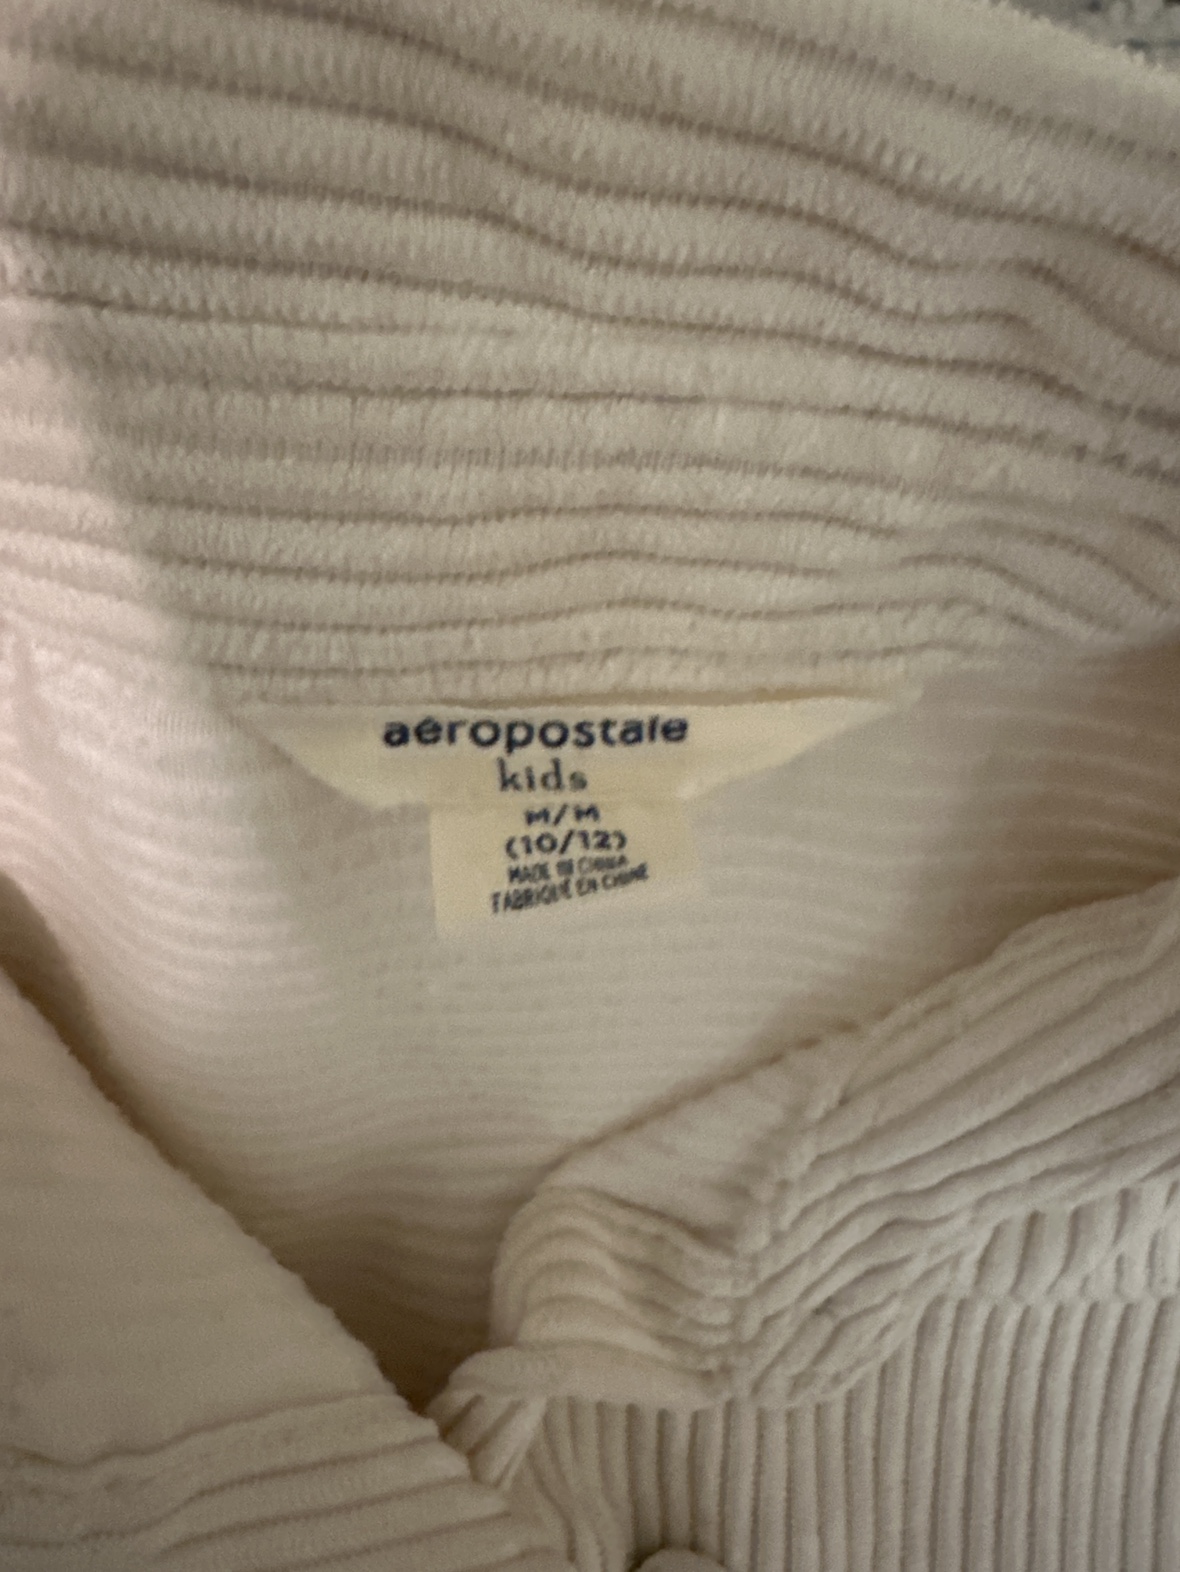 aéropostale
kids
M/M
(10/12)
MADE IN CHINA
FABRIQUÉ EN CHINE